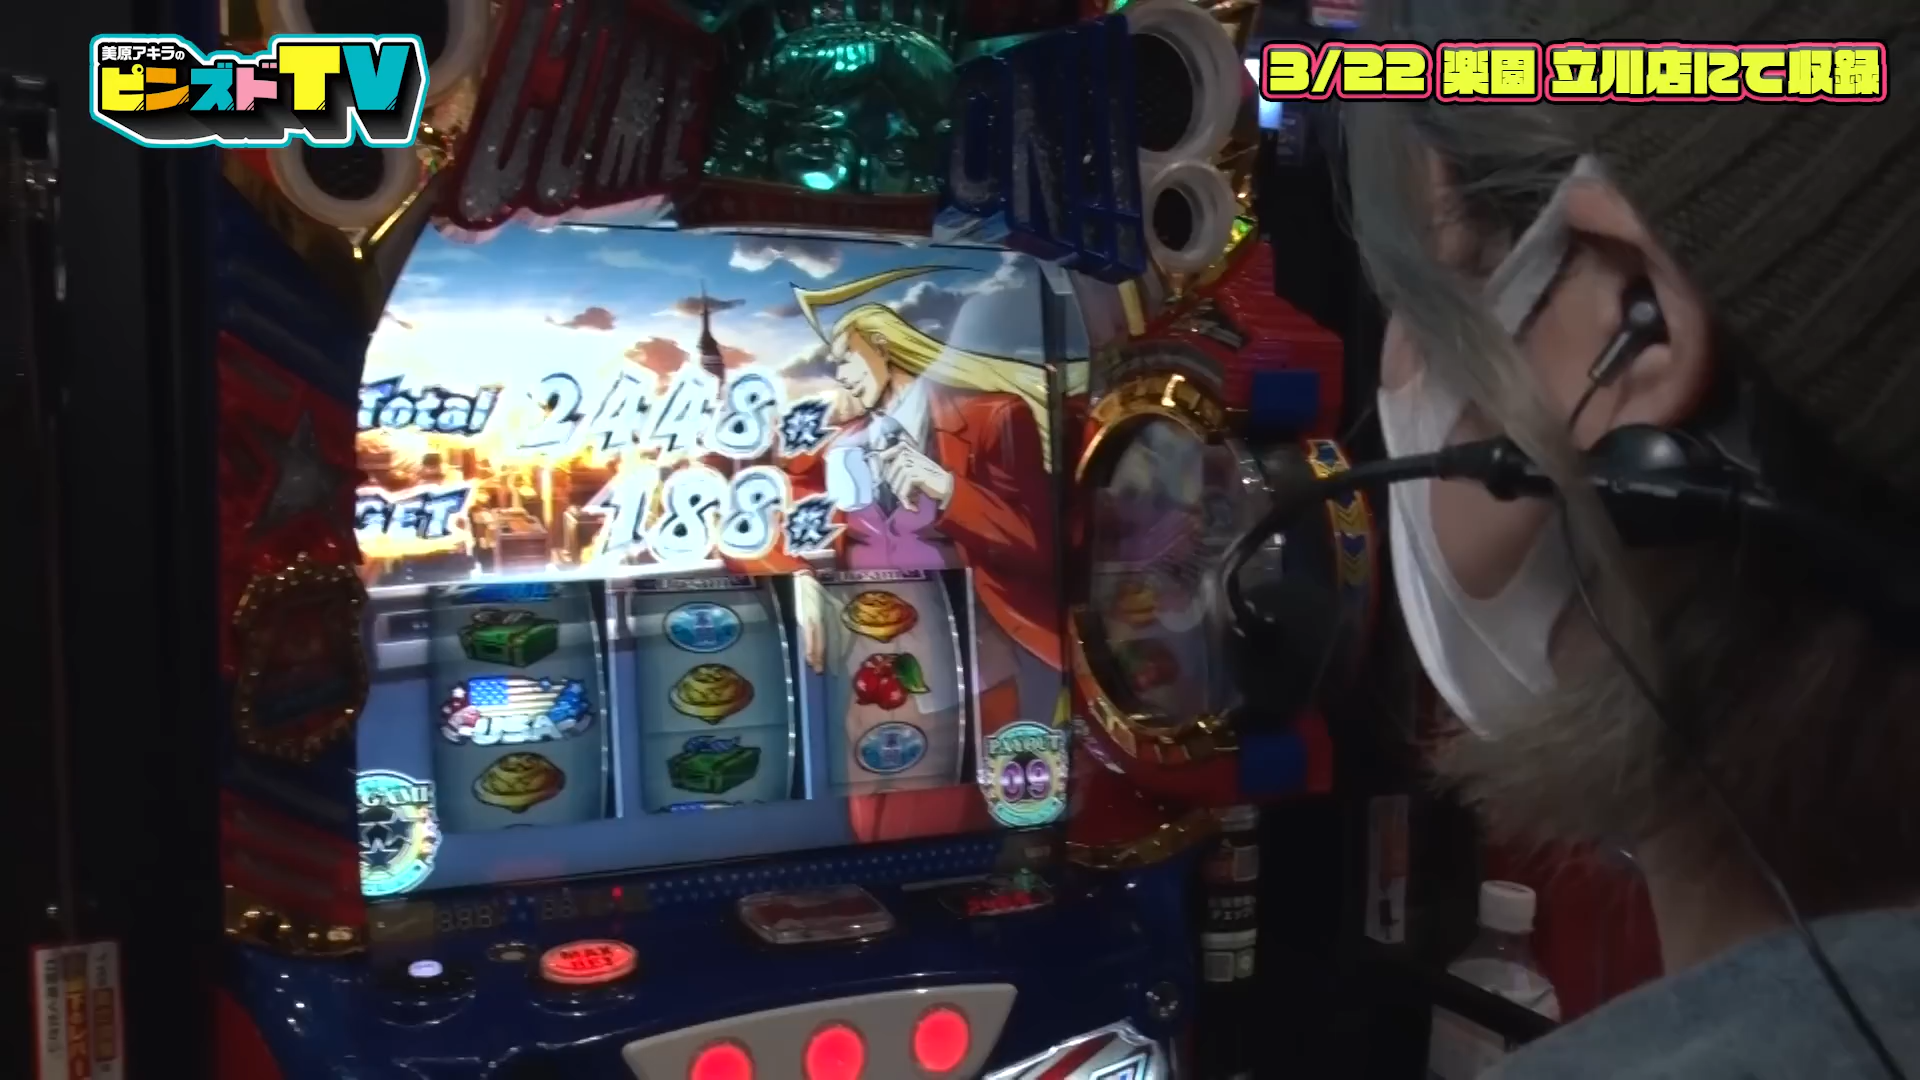 美原アキラの
ピンズドTV
3/22 楽園 立川店にて収録
COME ON!!
Total 2448枚
GET 188枚
USA
PAYOUT
09
MAX
BET